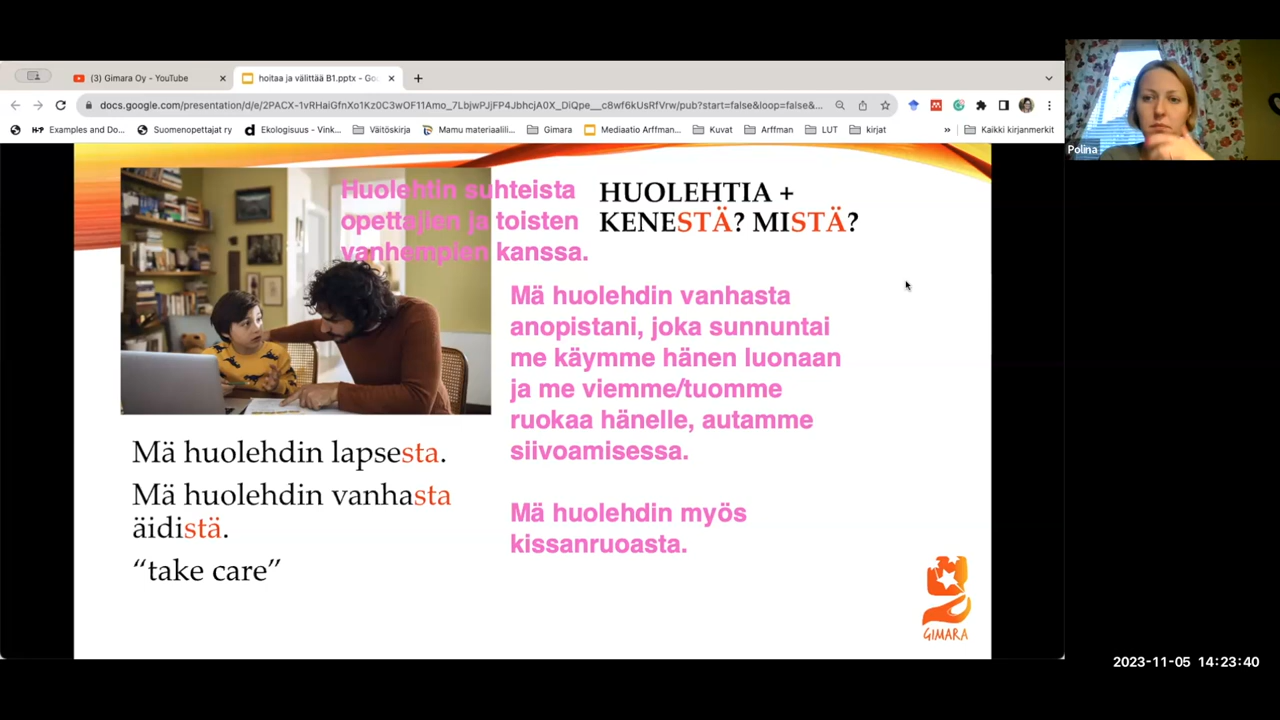 (3) Gimara Oy - YouTube
hoitaa ja välittää B1.pptx - Go
docs.google.com/presentation/d/e/2PACX-1vRHaiGfnXo1Kz0C3wOF11Amo_7LbjwPJjFP4JbhcjA0X_DiQpe__c8wf6kUsRfVrw/pub?start=false&loop=false&...
Examples and Do...
Suomenopettajat ry
Ekologisuus - Vink...
Väitöskirj
Mamu materiaalili...
Gimara
Mediaatio Arffman...
Kuvat
Arffman
kirjat
»
Kaikki kirjanmerkit
Polina
Huolehtin suhteista
opettajien ja toisten
vanhempien kanssa.
HUOLEHTIA +
KENESTÄ? MISTÄ?
Mä huolehdin vanhasta
anopistani, joka sunnuntai
me käymme hänen luonaan
ja me viemme/tuomme
ruokaa hänelle, autamme
siivoamisessa.
Mä huolehdin myös
kissanruoasta.
Mä huolehdin lapsesta.
Mä huolehdin vanhasta
äidistä.
“take care”
GIMARA
2023-11-05 14:23:40